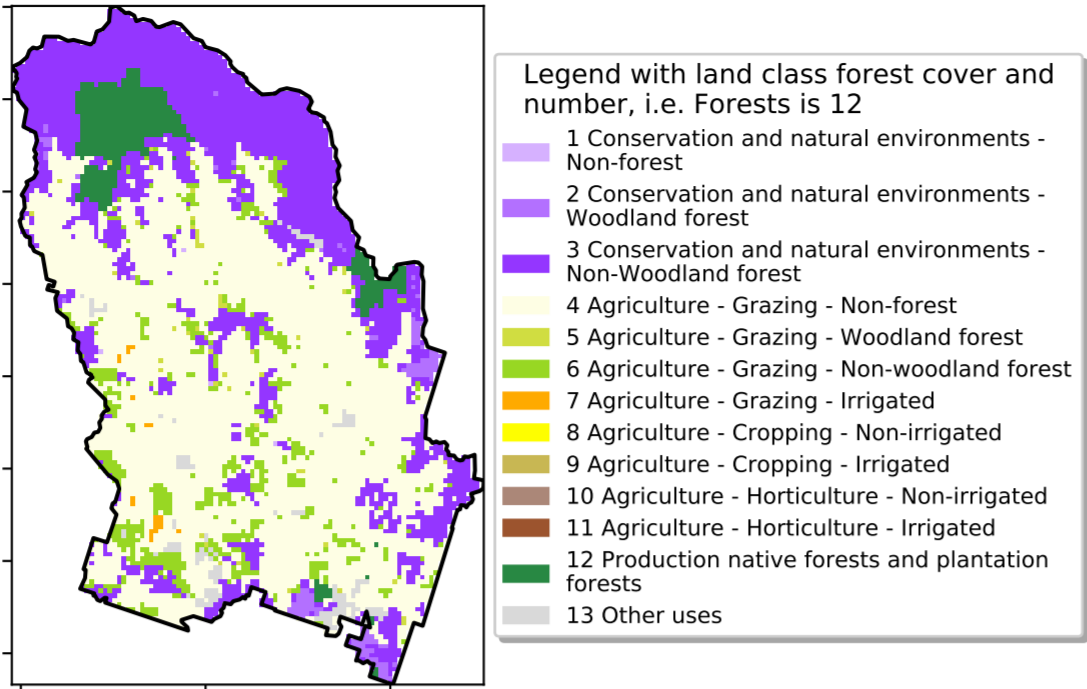 Legend with land class forest cover and
number, i.e. Forests is 12
1 Conservation and natural environments -
Non-forest
2 Conservation and natural environments -
Woodland forest
3 Conservation and natural environments -
Non-Woodland forest
4 Agriculture - Grazing - Non-forest
5 Agriculture - Grazing - Woodland forest
6 Agriculture - Grazing - Non-woodland forest
7 Agriculture - Grazing - Irrigated
8 Agriculture - Cropping - Non-irrigated
9 Agriculture - Cropping - Irrigated
10 Agriculture - Horticulture - Non-irrigated
11 Agriculture - Horticulture - Irrigated
12 Production native forests and plantation
forests
13 Other uses